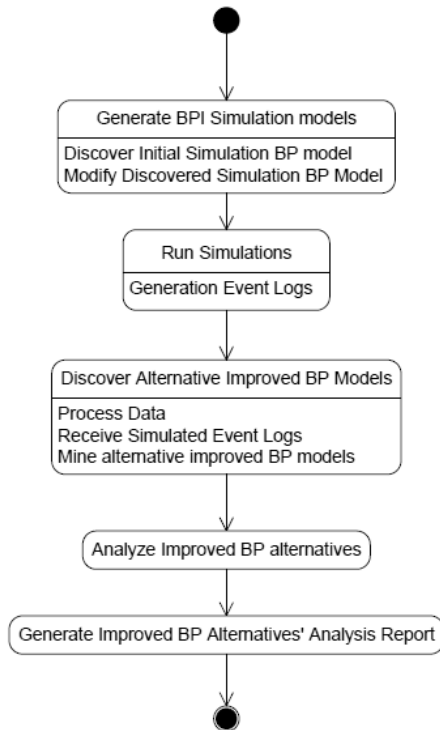 Generate BPI Simulation models
Discover Initial Simulation BP model
Modify Discovered Simulation BP Model
Run Simulations
Generation Event Logs
Discover Alternative Improved BP Models
Process Data
Receive Simulated Event Logs
Mine alternative improved BP models
Analyze Improved BP alternatives
Generate Improved BP Alternatives' Analysis Report